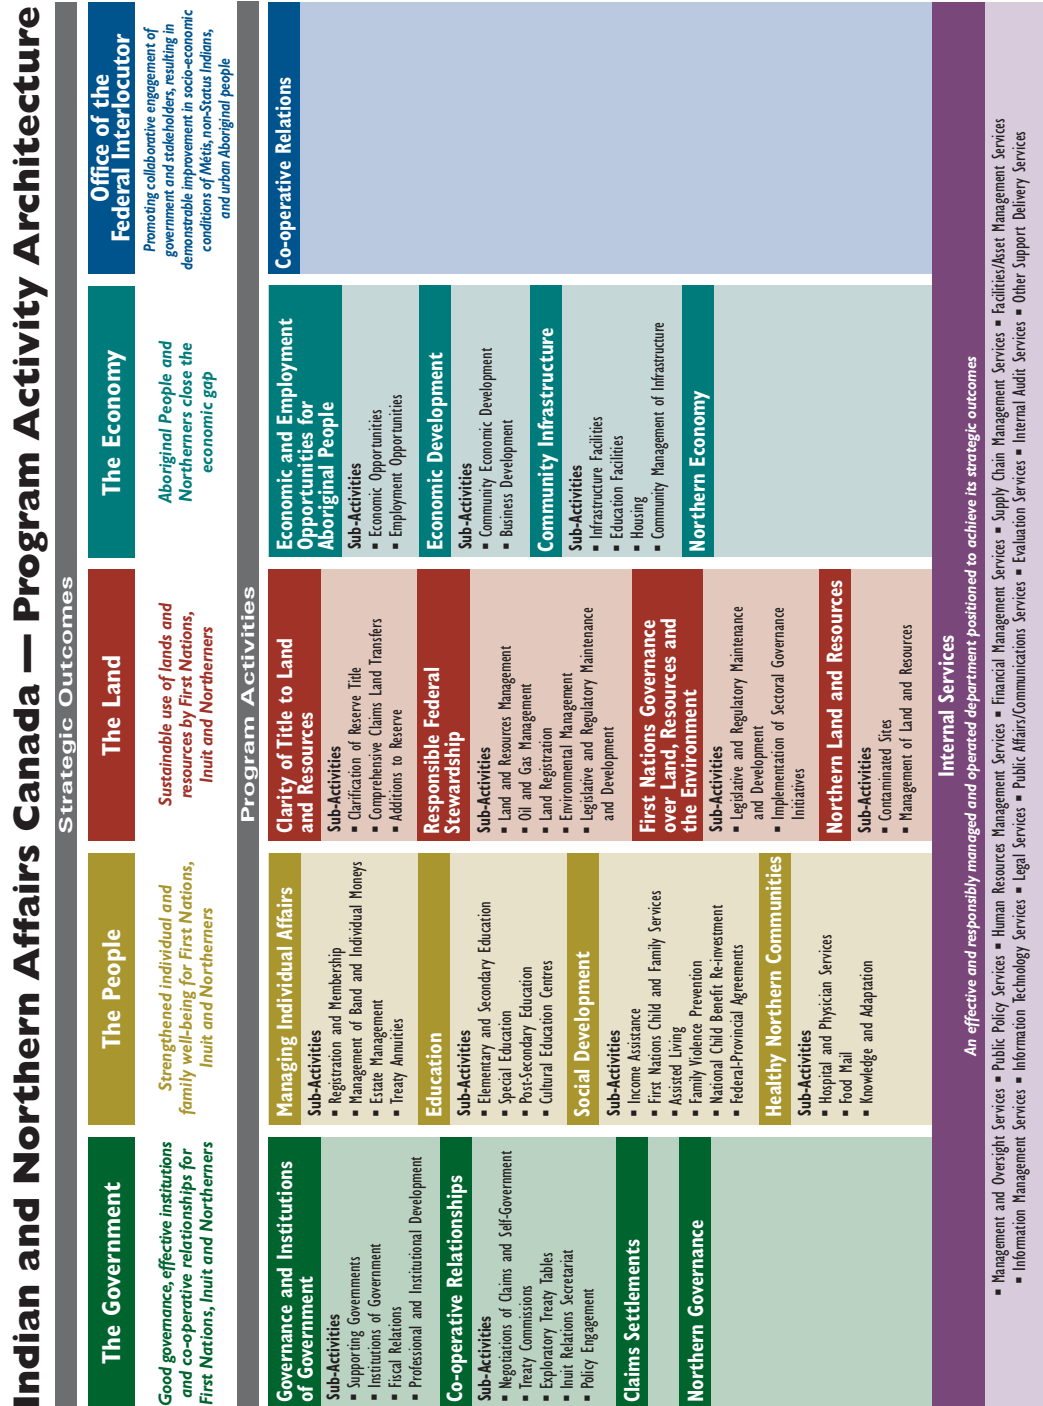 Indian and Northern Affairs Canada — Program Activity Architecture
Strategic Outcomes
The Government
Good governance, effective institutions
and co-operative relationships for
First Nations, Inuit and Northerners
The People
Strengthened individual and
family well-being for First Nations,
Inuit and Northerners
The Land
Sustainable use of lands and
resources by First Nations,
Inuit and Northerners
The Economy
Aboriginal People and
Northerners close the
economic gap
Office of the
Federal Interlocutor
Promoting collaborative engagement of
government and stakeholders, resulting in
demonstrable improvement in socio-economic
conditions of Métis, non-Status Indians,
and urban Aboriginal people
Program Activities
Governance and Institutions
of Government
Sub-Activities
▪ Supporting Governments
▪ Institutions of Government
▪ Fiscal Relations
▪ Professional and Institutional Development
Co-operative Relationships
Sub-Activities
▪ Negotiations of Claims and Self-Government
▪ Treaty Commissions
▪ Exploratory Treaty Tables
▪ Inuit Relations Secretariat
▪ Policy Engagement
Claims Settlements
Northern Governance
Managing Individual Affairs
Sub-Activities
▪ Registration and Membership
▪ Management of Band and Individual Moneys
▪ Estate Management
▪ Treaty Annuities
Education
Sub-Activities
▪ Elementary and Secondary Education
▪ Special Education
▪ Post-Secondary Education
▪ Cultural Education Centres
Social Development
Sub-Activities
▪ Income Assistance
▪ First Nations Child and Family Services
▪ Assisted Living
▪ Family Violence Prevention
▪ National Child Benefit Re-investment
▪ Federal-Provincial Agreements
Healthy Northern Communities
Sub-Activities
▪ Hospital and Physician Services
▪ Food Mail
▪ Knowledge and Adaptation
Clarity of Title to Land
and Resources
Sub-Activities
▪ Clarification of Reserve Title
▪ Comprehensive Claims Land Transfers
▪ Additions to Reserve
Responsible Federal
Stewardship
Sub-Activities
▪ Land and Resources Management
▪ Oil and Gas Management
▪ Land Registration
▪ Environmental Management
▪ Legislative and Regulatory Maintenance
and Development
First Nations Governance
over Land, Resources and
the Environment
Sub-Activities
▪ Legislative and Regulatory Maintenance
and Development
▪ Implementation of Sectoral Governance
Initiatives
Northern Land and Resources
Sub-Activities
▪ Contaminated Sites
▪ Management of Land and Resources
Economic and Employment
Opportunities for
Aboriginal People
Sub-Activities
▪ Economic Opportunities
▪ Employment Opportunities
Economic Development
Sub-Activities
▪ Community Economic Development
▪ Business Development
Community Infrastructure
Sub-Activities
▪ Infrastructure Facilities
▪ Education Facilities
▪ Housing
▪ Community Management of Infrastructure
Northern Economy
Co-operative Relations
Internal Services
An effective and responsibly managed and operated department positioned to achieve its strategic outcomes
▪ Management and Oversight Services ▪ Public Policy Services ▪ Human Resources Management Services ▪ Financial Management Services ▪ Supply Chain Management Services ▪ Facilities/Asset Management Services
▪ Information Management Services ▪ Information Technology Services ▪ Legal Services ▪ Public Affairs/Communications Services ▪ Evaluation Services ▪ Internal Audit Services ▪ Other Support Delivery Services